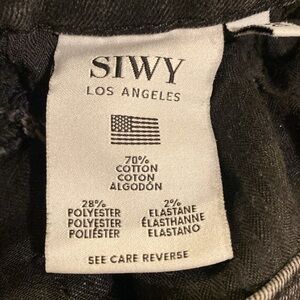 SIWY
LOS ANGELES
70%
COTTON
COTON
ALGODÓN
28%
POLYESTER
POLYESTER
POLIÉSTER
2%
ELASTANE
ÉLASTHANNE
ELASTANO
SEE CARE REVERSE